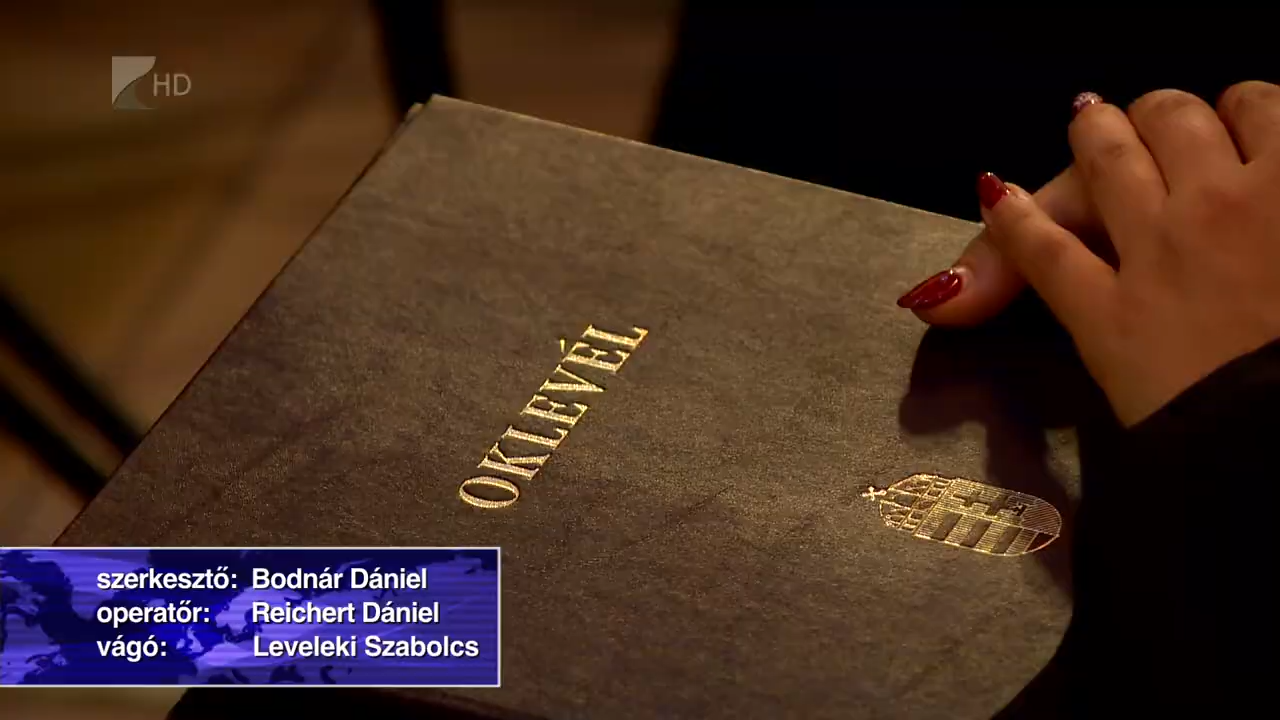 HD
OKLEVÉL
szerkesztő: Bodnár Dániel
operatőr: Reichert Dániel
vágó: Leveleki Szabolcs